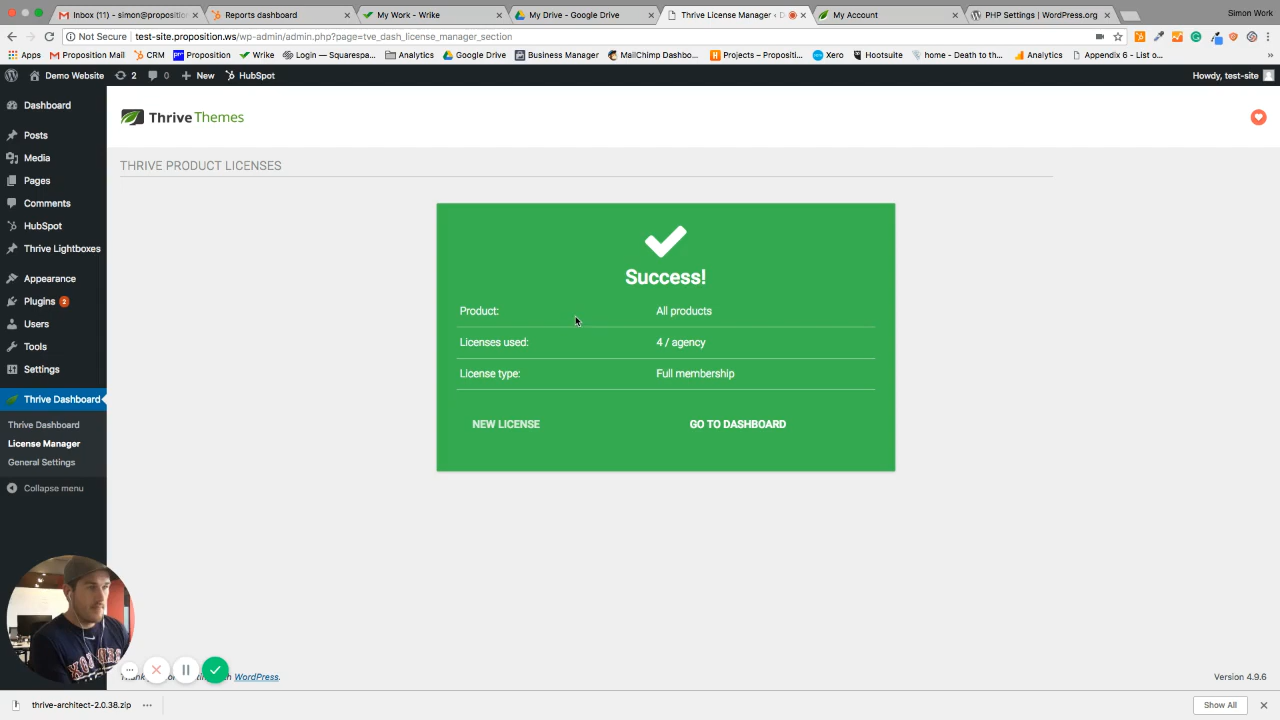 Inbox (11) - simon@proposition
Reports dashboard
My Work - Wrike
My Drive - Google Drive
Thrive License Manager ‹ D
My Account
PHP Settings | WordPress.org
Simon Work
Not Secure | test-site.proposition.ws/wp-admin/admin.php?page=tve_dash_license_manager_section
Apps
Proposition Mail
CRM
Proposition
Wrike
Login — Squarespa...
Analytics
Google Drive
Business Manager
MailChimp Dashbo...
Projects – Propositi...
Xero
Hootsuite
home - Death to th...
Analytics
Appendix 6 - List o...
Demo Website
2
0
New
HubSpot
Howdy, test-site
Dashboard
Posts
Media
Pages
Comments
HubSpot
Thrive Lightboxes
Appearance
Plugins 2
Users
Tools
Settings
Thrive Dashboard
Thrive Dashboard
License Manager
General Settings
Collapse menu
Thrive Themes
THRIVE PRODUCT LICENSES
Success!
Product: All products
Licenses used: 4 / agency
License type: Full membership
NEW LICENSE
GO TO DASHBOARD
WordPress.
Version 4.9.6
thrive-architect-2.0.38.zip
Show All